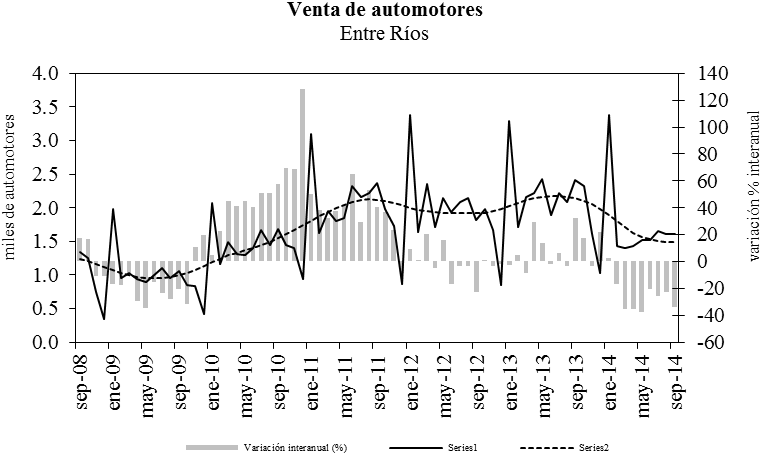 Venta de automotores
Entre Ríos
miles de automotores
4.0
3.5
3.0
2.5
2.0
1.5
1.0
0.5
0.0
140
120
100
80
60
40
20
0
-20
-40
-60
variación % interanual
sep-08
ene-09
may-09
sep-09
ene-10
may-10
sep-10
ene-11
may-11
sep-11
ene-12
may-12
sep-12
ene-13
may-13
sep-13
ene-14
may-14
sep-14
Variación interanual (%)
Series1
Series2